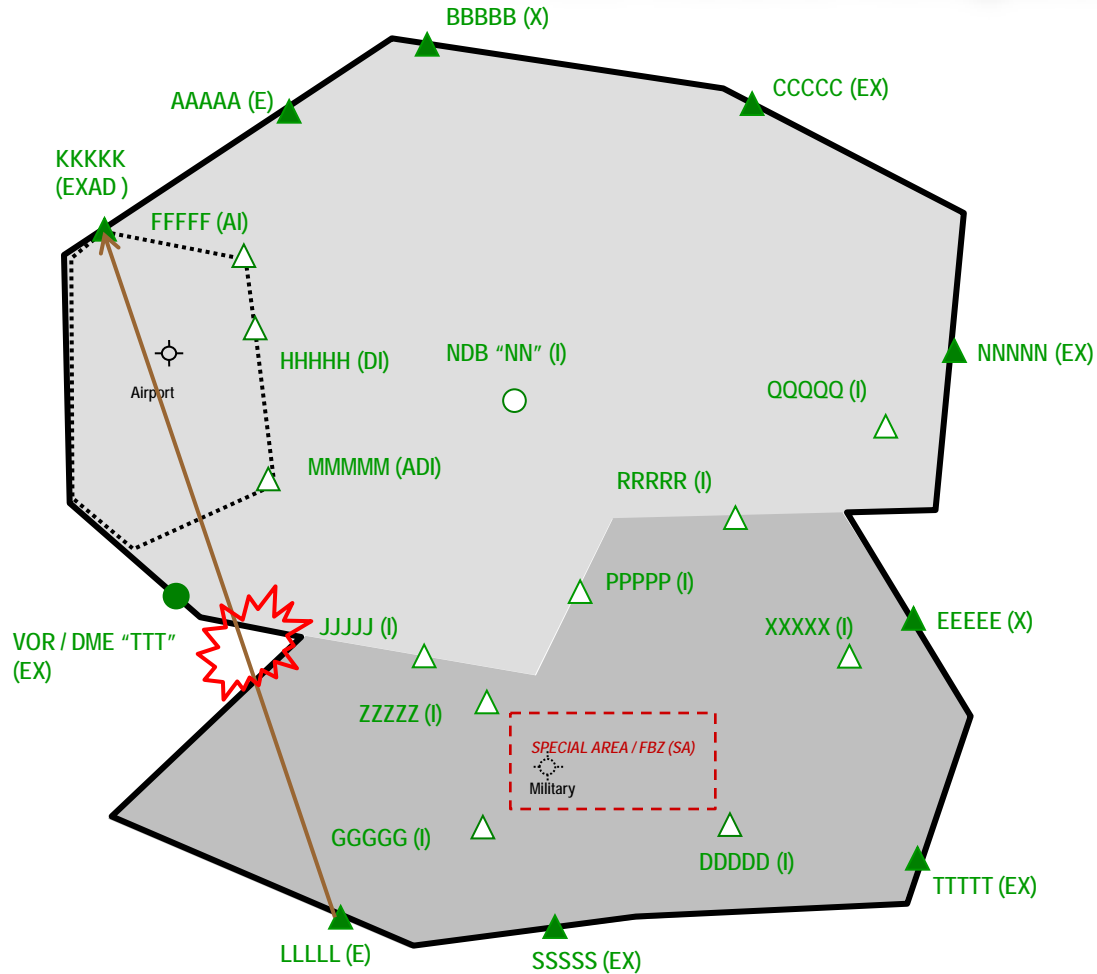 BBBBB (X)
CCCCC (EX)
AAAAA (E)
KKKKK
(EXAD )
FFFFF (AI)
HHHHH (DI)
NDB “NN” (I)
NNNNN (EX)
Airport
QQQQQ (I)
MMMMM (ADI)
RRRRR (I)
PPPPP (I)
JJJJJ (I)
XXXXX (I)
EEEEE (X)
VOR / DME “TTT”
(EX)
ZZZZZ (I)
SPECIAL AREA / FBZ (SA)
Military
GGGGG (I)
DDDDD (I)
TTTTT (EX)
LLLLL (E)
SSSSS (EX)